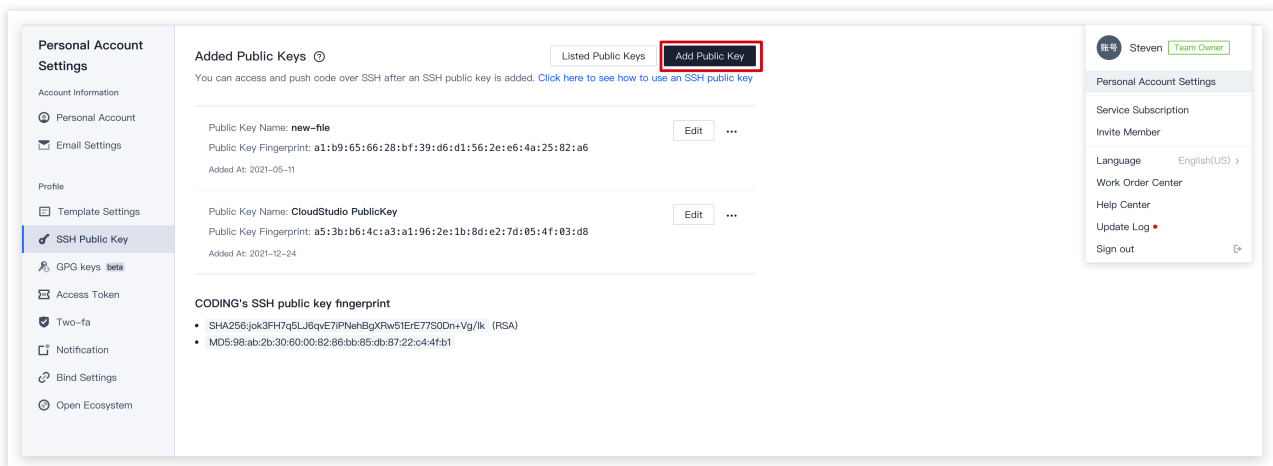 Personal Account
Settings
Account Information
Personal Account
Email Settings
Profile
Template Settings
SSH Public Key
GPG keys beta
Access Token
Two-fa
Notification
Bind Settings
Open Ecosystem
Added Public Keys ?
Listed Public Keys
Add Public Key
You can access and push code over SSH after an SSH public key is added. Click here to see how to use an SSH public key
Public Key Name: new-file
Edit ...
Public Key Fingerprint: a1:b9:65:66:28:bf:39:d6:d1:56:2e:e6:4a:25:82:a6
Added At: 2021-05-11
Public Key Name: CloudStudio PublicKey
Edit ...
Public Key Fingerprint: a5:3b:b6:4c:a3:a1:96:2e:1b:8d:e2:7d:05:4f:03:d8
Added At: 2021-12-24
CODING's SSH public key fingerprint
• SHA256:jok3FH7q5LJ6qvE7iPNehBgXRw51ErE77S0Dn+Vg/Ik (RSA)
• MD5:98:ab:2b:30:60:00:82:86:bb:85:db:87:22:c4:4f:b1
账号 Steven Team Owner
Personal Account Settings
Service Subscription
Invite Member
Language English(US) >
Work Order Center
Help Center
Update Log
Sign out